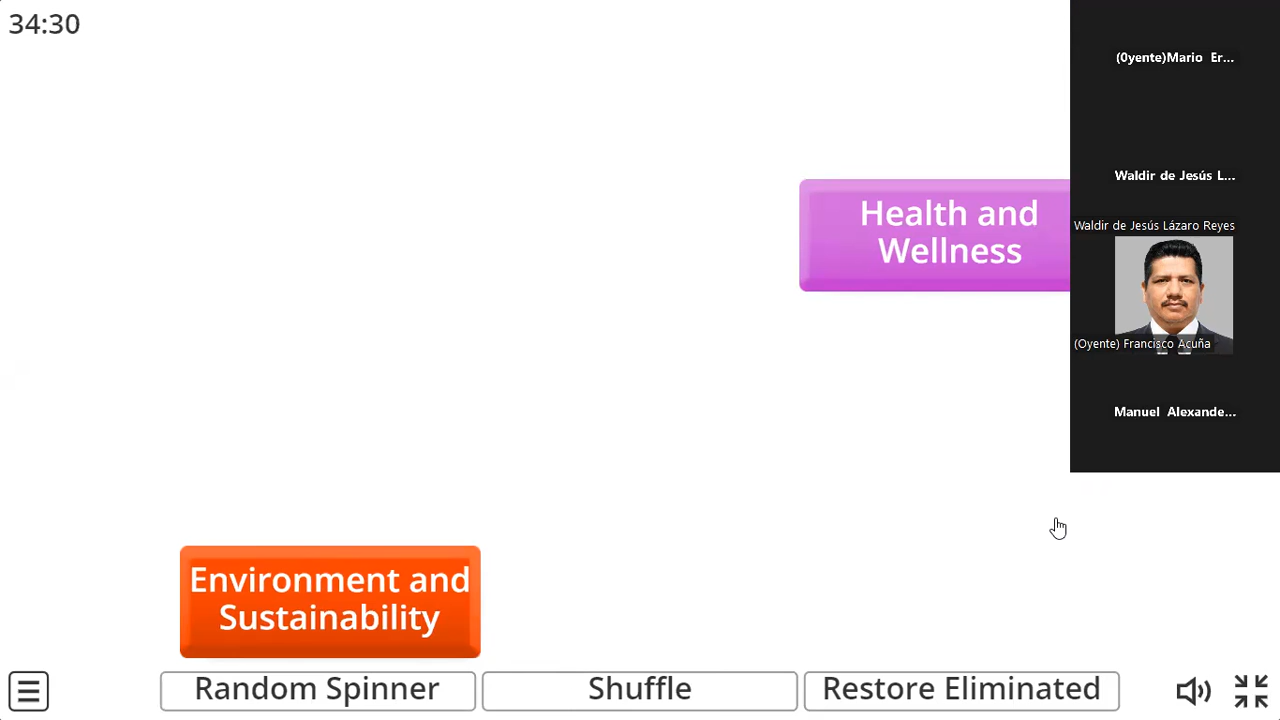 34:30
(0yente)Mario Er...
Waldir de Jesús L...
Waldir de Jesús Lázaro Reyes
(Oyente) Francisco Acuña
Manuel Alexande...
Health and
Wellness
Environment and
Sustainability
Random Spinner
Shuffle
Restore Eliminated